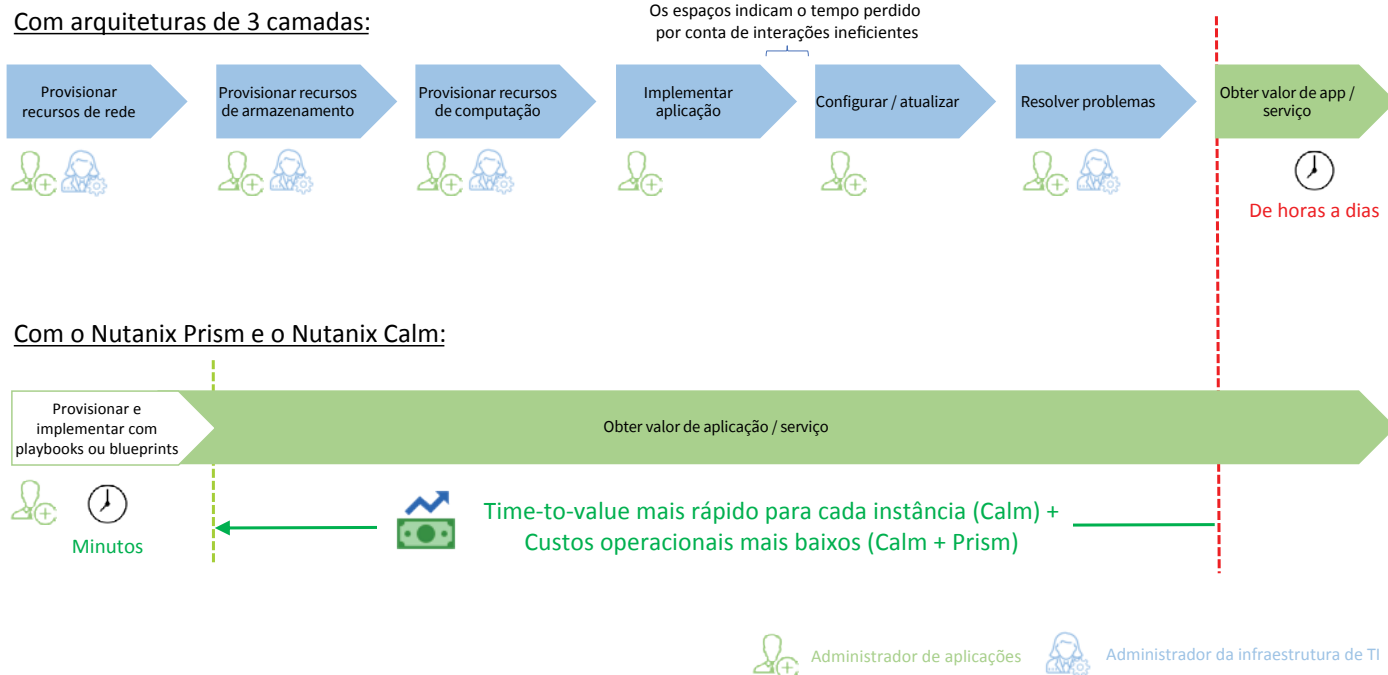 Com arquiteturas de 3 camadas:
Os espaços indicam o tempo perdido
por conta de interações ineficientes
Provisionar
recursos de rede
Provisionar recursos
de armazenamento
Provisionar recursos
de computação
Implementar
aplicação
Configurar / atualizar
Resolver problemas
Obter valor de app /
serviço
De horas a dias
Com o Nutanix Prism e o Nutanix Calm:
Provisionar e
implementar com
playbooks ou blueprints
Obter valor de aplicação / serviço
Minutos
Time-to-value mais rápido para cada instância (Calm) +
Custos operacionais mais baixos (Calm + Prism)
Administrador de aplicações
Administrador da infraestrutura de TI